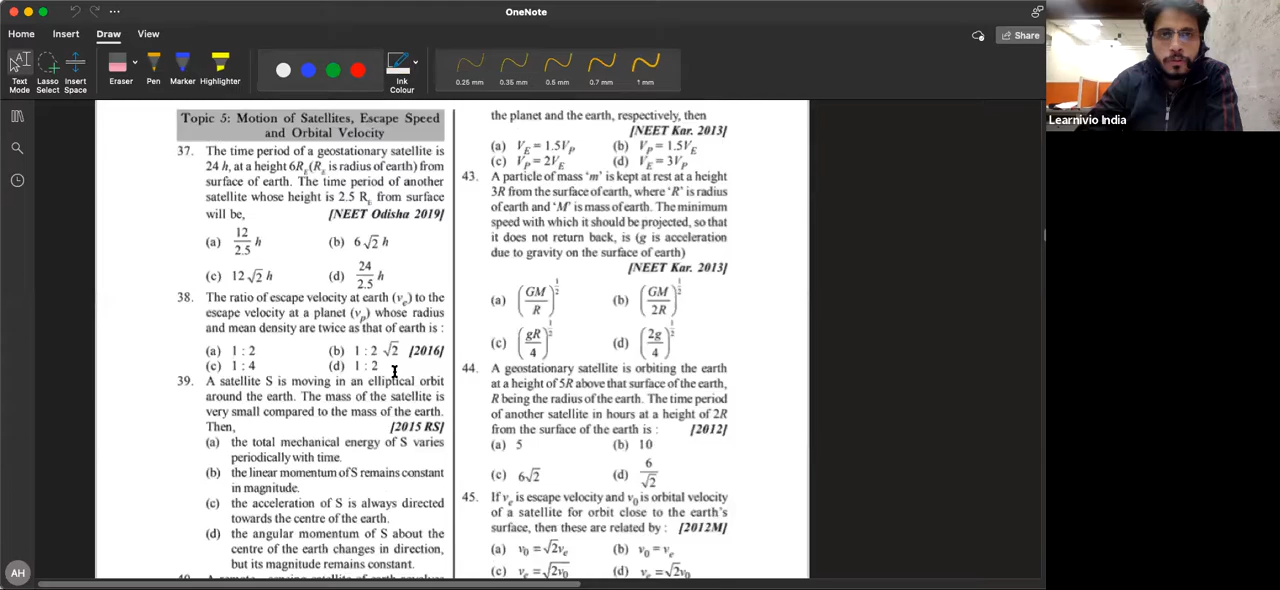 OneNote
Home Insert Draw View
Share
Text Mode
Lasso Select
Insert Space
Eraser
Pen
Marker
Highlighter
Ink Colour
0.25 mm
0.35 mm
0.5 mm
0.7 mm
1 mm
Learnivio India
Topic 5: Motion of Satellites, Escape Speed
and Orbital Velocity
37. The time period of a geostationary satellite is
24 h, at a height 6R_E (R_E is radius of earth) from
surface of earth. The time period of another
satellite whose height is 2.5 R_E from surface
will be, [NEET Odisha 2019]
(a) 12/2.5 h (b) 6√2 h
(c) 12√2 h (d) 24/2.5 h
38. The ratio of escape velocity at earth (v_e) to the
escape velocity at a planet (v_p) whose radius
and mean density are twice as that of earth is :
(a) 1 : 2 (b) 1 : 2 √2 [2016]
(c) 1 : 4 (d) 1 : 2
39. A satellite S is moving in an elliptical orbit
around the earth. The mass of the satellite is
very small compared to the mass of the earth.
Then, [2015 RS]
(a) the total mechanical energy of S varies
periodically with time.
(b) the linear momentum of S remains constant
in magnitude.
(c) the acceleration of S is always directed
towards the centre of the earth.
(d) the angular momentum of S about the
centre of the earth changes in direction,
but its magnitude remains constant.
the planet and the earth, respectively, then
[NEET Kar. 2013]
(a) V_E = 1.5V_P (b) V_P = 1.5V_E
(c) V_P = 2V_E (d) V_E = 3V_P
43. A particle of mass ‘m’ is kept at rest at a height
3R from the surface of earth, where ‘R’ is radius
of earth and ‘M’ is mass of earth. The minimum
speed with which it should be projected, so that
it does not return back, is (g is acceleration
due to gravity on the surface of earth)
[NEET Kar. 2013]
(a) (GM/R)^1/2 (b) (GM/2R)^1/2
(c) (gR/4)^1/2 (d) (2g/4)^1/2
44. A geostationary satellite is orbiting the earth
at a height of 5R above that surface of the earth,
R being the radius of the earth. The time period
of another satellite in hours at a height of 2R
from the surface of the earth is : [2012]
(a) 5 (b) 10
(c) 6√2 (d) 6/√2
45. If v_e is escape velocity and v_0 is orbital velocity
of a satellite for orbit close to the earth’s
surface, then these are related by : [2012M]
(a) v_0 = √2v_e (b) v_0 = v_e
(c) v_e = √2v_0 (d) v_e = √2v_0
AH